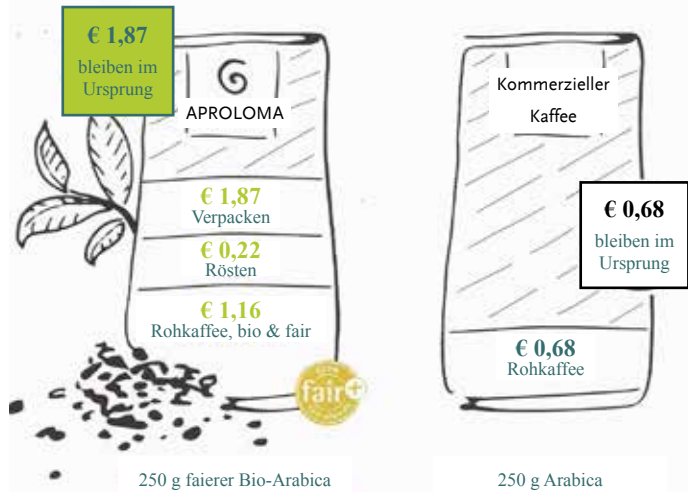 € 1,87
bleiben im
Ursprung
APROLOMA
€ 1,87
Verpacken
€ 0,22
Rösten
€ 1,16
Rohkaffee, bio & fair
fair+
250 g faierer Bio-Arabica
Kommerzieller
Kaffee
€ 0,68
bleiben im
Ursprung
€ 0,68
Rohkaffee
250 g Arabica